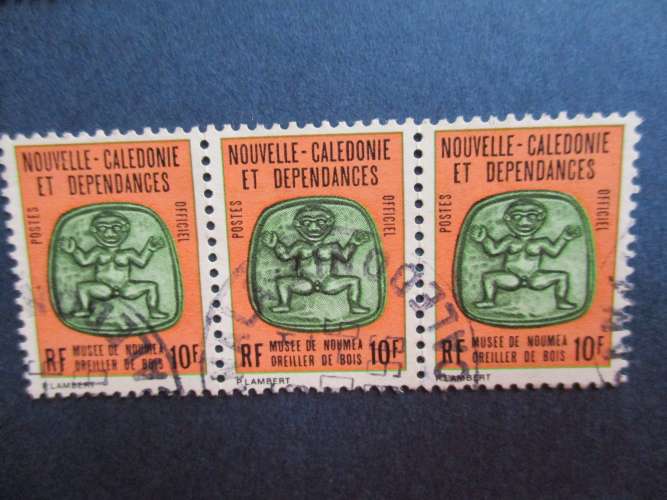 NOUVELLE - CALEDONIE
ET DEPENDANCES
POSTES
OFFICIEL
RF MUSEE DE NOUMEA 10F
OREILLER DE BOIS
P.LAMBERT
NOUVELLE - CALEDONIE
ET DEPENDANCES
POSTES
OFFICIEL
RF MUSEE DE NOUMEA 10F
OREILLER DE BOIS
P.LAMBERT
NOUVELLE - CALEDONIE
ET DEPENDANCES
POSTES
OFFICIEL
RF MUSEE DE NOUMEA 10F
OREILLER DE BOIS
P.LAMBERT